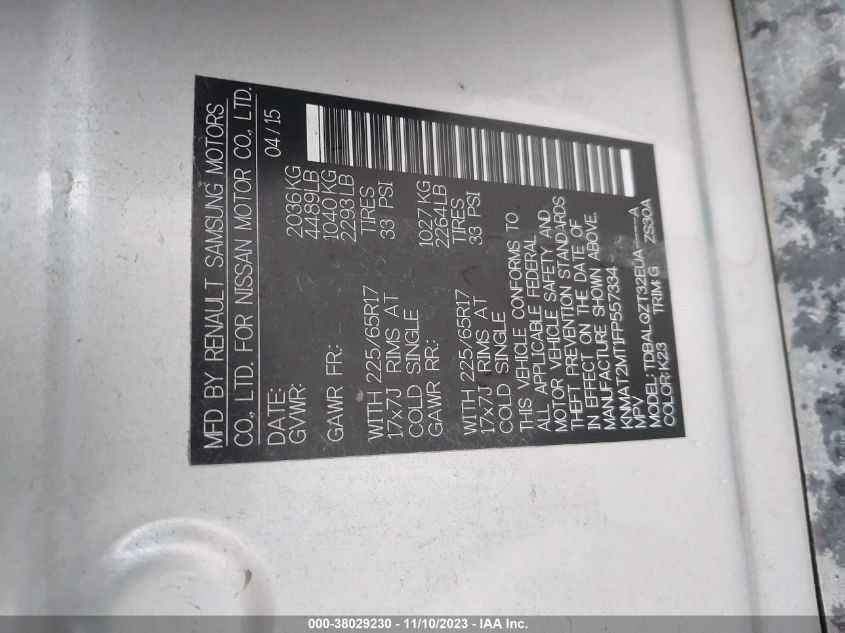 MFD BY RENAULT SAMSUNG MOTORS
CO., LTD. FOR NISSAN MOTOR CO., LTD.
DATE: 04/15
GVWR: 2036KG
4489LB
GAWR FR: 1040KG
2293LB
WITH 225/65R17 TIRES
17x7J RIMS AT 33 PSI
COLD SINGLE
GAWR RR: 1027KG
2264LB
WITH 225/65R17 TIRES
17x7J RIMS AT 33 PSI
COLD SINGLE
THIS VEHICLE CONFORMS TO
ALL APPLICABLE FEDERAL
MOTOR VEHICLE SAFETY AND
THEFT PREVENTION STANDARDS
IN EFFECT ON THE DATE OF
MANUFACTURE SHOWN ABOVE.
KNMAT2MT1FP557334
MPV
MODEL: TDBALQZT32EUA-----A
COLOR: K23 TRIM: G ZS30A
000-38029230 - 11/10/2023 - IAA Inc.